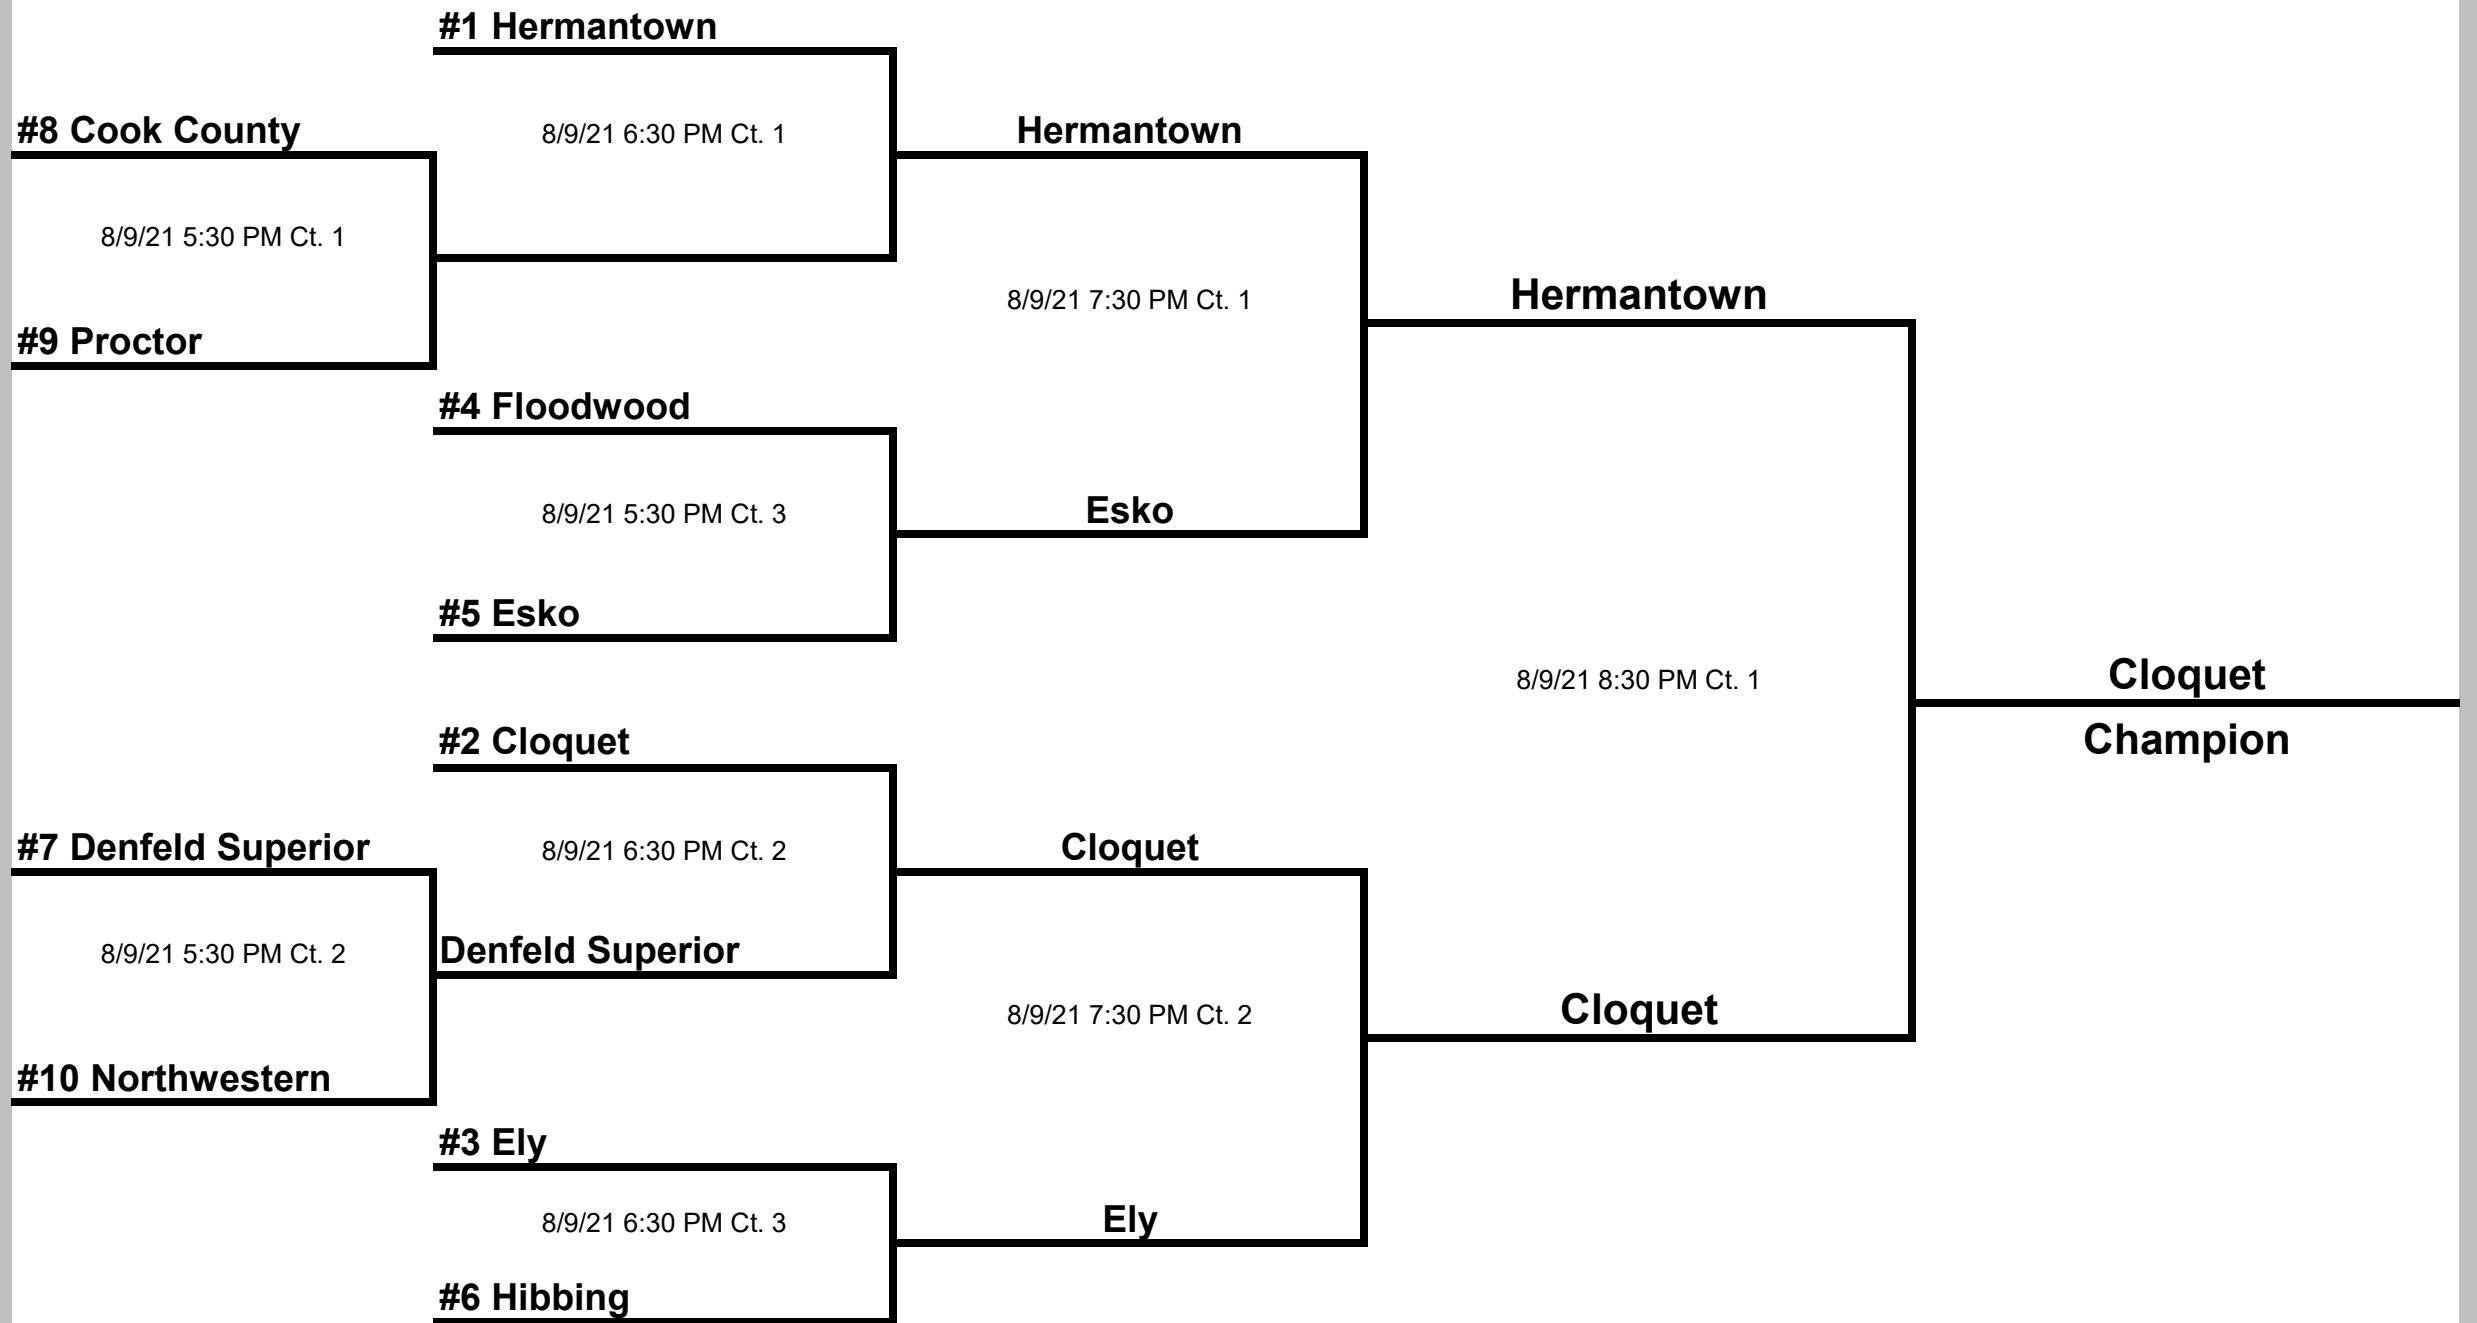 #1 Hermantown
#8 Cook County
8/9/21 6:30 PM Ct. 1
Hermantown
8/9/21 5:30 PM Ct. 1
8/9/21 7:30 PM Ct. 1
Hermantown
#9 Proctor
#4 Floodwood
8/9/21 5:30 PM Ct. 3
Esko
#5 Esko
8/9/21 8:30 PM Ct. 1
Cloquet
Champion
#2 Cloquet
#7 Denfeld Superior
8/9/21 6:30 PM Ct. 2
Cloquet
8/9/21 5:30 PM Ct. 2
Denfeld Superior
8/9/21 7:30 PM Ct. 2
Cloquet
#10 Northwestern
#3 Ely
8/9/21 6:30 PM Ct. 3
Ely
#6 Hibbing